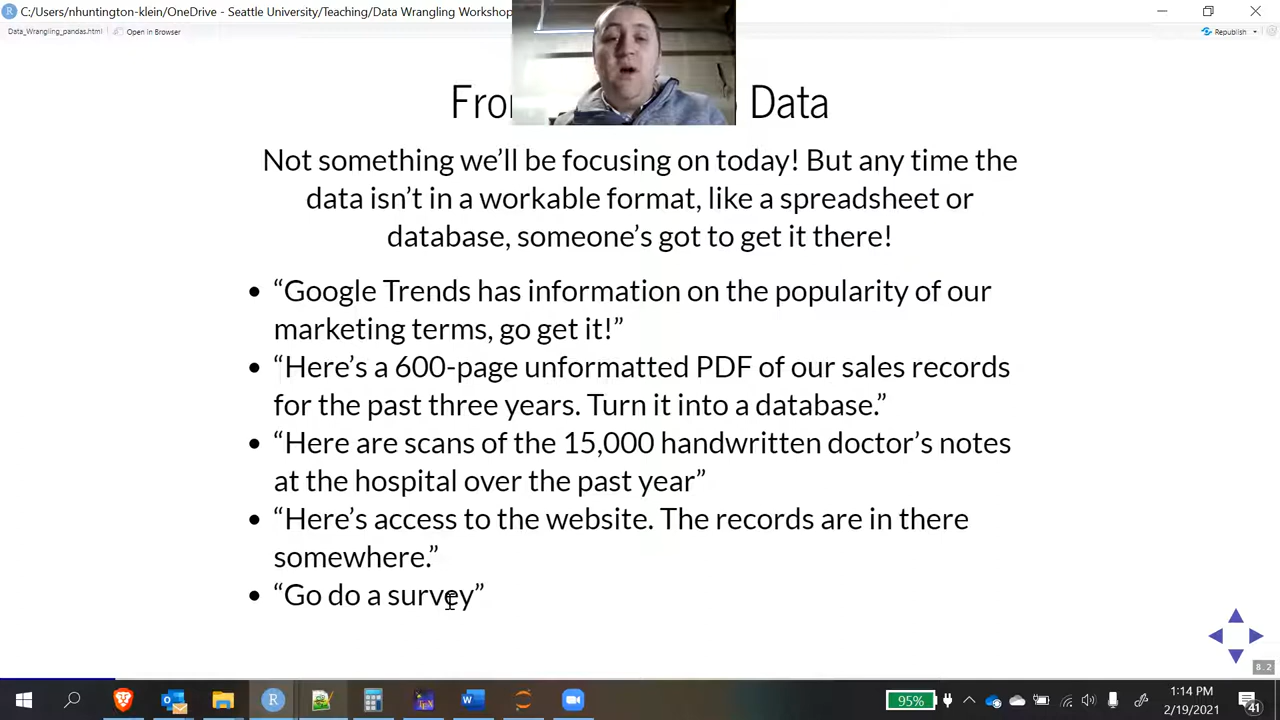 C:/Users/nhuntington-klein/OneDrive - Seattle University/Teaching/Data Wrangling Workshop
Data_Wrangling_pandas.html
Open in Browser
Republish
Data
Not something we'll be focusing on today! But any time the
data isn't in a workable format, like a spreadsheet or
database, someone's got to get it there!
• “Google Trends has information on the popularity of our
marketing terms, go get it!”
• “Here's a 600-page unformatted PDF of our sales records
for the past three years. Turn it into a database.”
• “Here are scans of the 15,000 handwritten doctor's notes
at the hospital over the past year”
• “Here's access to the website. The records are in there
somewhere.”
• “Go do a survey”
8.2
95%
1:14 PM
2/19/2021
41